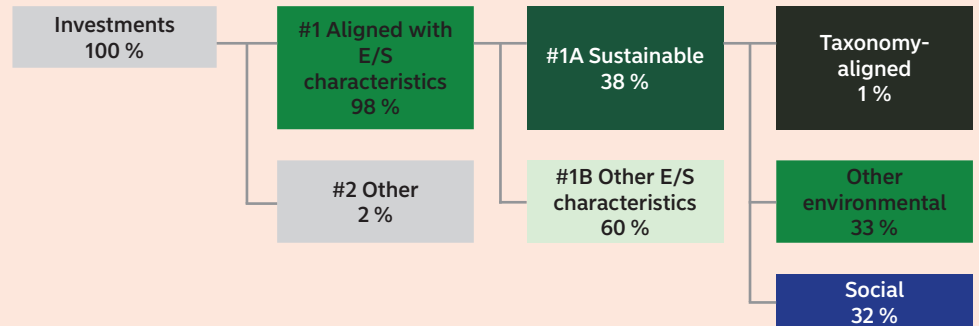 Investments
100 %
#1 Aligned with
E/S
characteristics
98 %
#2 Other
2 %
#1A Sustainable
38 %
#1B Other E/S
characteristics
60 %
Taxonomy-
aligned
1 %
Other
environmental
33 %
Social
32 %